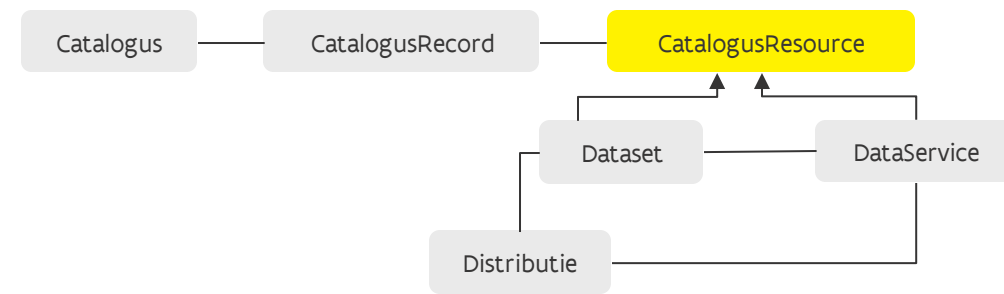 Catalogus
CatalogusRecord
CatalogusResource
Dataset
DataService
Distributie